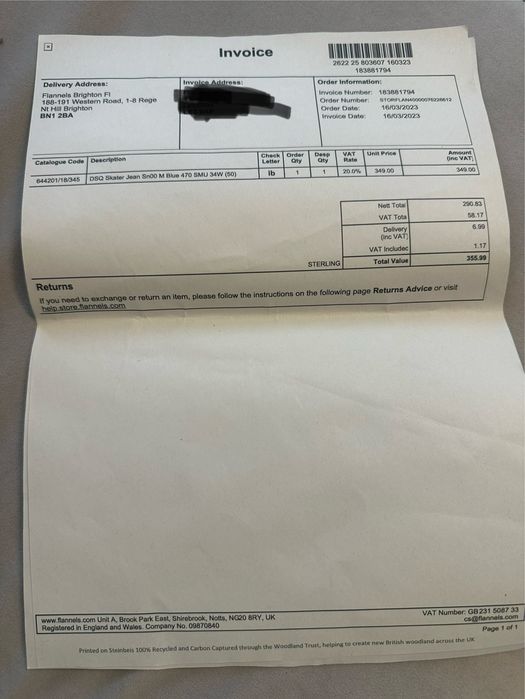 Invoice
2622 25 803607 160323
183881794
Delivery Address:
Flannels Brighton Fl
188-191 Western Road, 1-8 Rege
Nt Hill Brighton
BN1 2BA
Invoice Address:
Order Information:
Invoice Number: 183881794
Order Number:
Order Date: 16/03/2023
Invoice Date: 16/03/2023
Catalogue Code Description Check Letter Order Qty Desp Qty VAT Rate Unit Price Amount (inc VAT)
644201/18/345 DSQ Skater Jean Sn00 M Blue 470 SMU 34W (50) lb 1 1 20.0% 349.00 349.00
Nett Total 290.83
VAT Tota 58.17
Delivery (inc VAT) 6.99
VAT Includec 1.17
STERLING Total Value 355.99
Returns
If you need to exchange or return an item, please follow the instructions on the following page Returns Advice or visit
help.store.flannels.com
www.flannels.com Unit A, Brook Park East, Shirebrook, Notts, NG20 8RY, UK
Registered in England and Wales. Company No. 09870840
VAT Number: GB 231 5087 33
cs@flannels.com
Page 1 of 1
Printed on Steinbeis 100% Recycled and Carbon Captured through the Woodland Trust, helping to create new British woodland across the UK